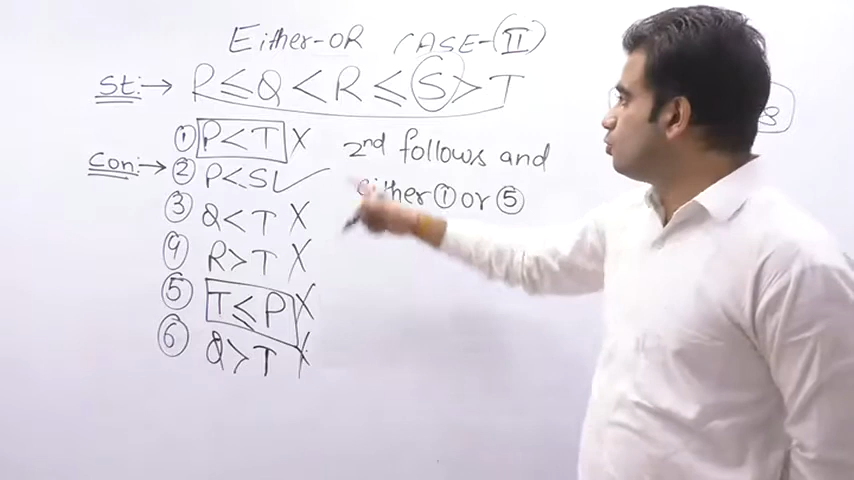 Either-OR CASE-II
St:→ P≤Q<R≤S>T
Con:→ ① P<T X
② P<S ✓
③ Q<T X
④ R>T X
⑤ T≤P X
⑥ Q>T X
2nd follows and
either ① or ⑤